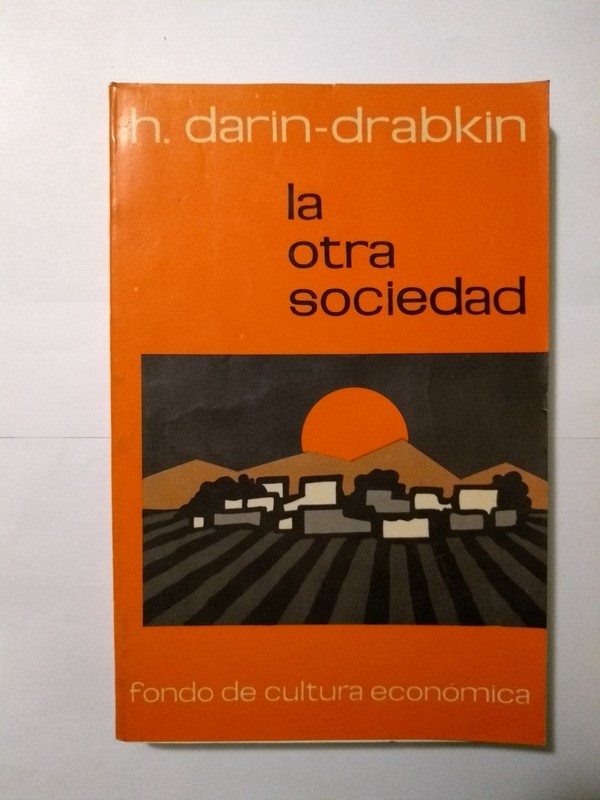 h. darin-drabkin
la
otra
sociedad
fondo de cultura económica